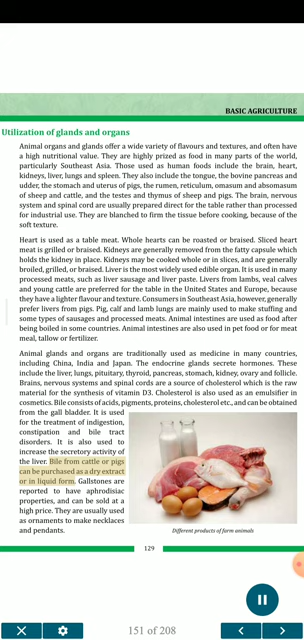 BASIC AGRICULTURE
Utilization of glands and organs
Animal organs and glands offer a wide variety of flavours and textures, and often have
a high nutritional value. They are highly prized as food in many parts of the world,
particularly Southeast Asia. Those used as human foods include the brain, heart,
kidneys, liver, lungs and spleen. They also include the tongue, the bovine pancreas and
udder, the stomach and uterus of pigs, the rumen, reticulum, omasum and absomasum
of sheep and cattle, and the testes and thymus of sheep and pigs. The brain, nervous
system and spinal cord are usually prepared direct for the table rather than processed
for industrial use. They are blanched to firm the tissue before cooking, because of the
soft texture.
Heart is used as a table meat. Whole hearts can be roasted or braised. Sliced heart
meat is grilled or braised. Kidneys are generally removed from the fatty capsule which
holds the kidney in place. Kidneys may be cooked whole or in slices, and are generally
broiled, grilled, or braised. Liver is the most widely used edible organ. It is used in many
processed meats, such as liver sausage and liver paste. Livers from lambs, veal calves
and young cattle are preferred for the table in the United States and Europe, because
they have a lighter flavour and texture. Consumers in Southeast Asia, however, generally
prefer livers from pigs. Pig, calf and lamb lungs are mainly used to make stuffing and
some types of sausages and processed meats. Animal intestines are used as food after
being boiled in some countries. Animal intestines are also used in pet food or for meat
meal, tallow or fertilizer.
Animal glands and organs are traditionally used as medicine in many countries,
including China, India and Japan. The endocrine glands secrete hormones. These
include the liver, lungs, pituitary, thyroid, pancreas, stomach, kidney, ovary and follicle.
Brains, nervous systems and spinal cords are a source of cholesterol which is the raw
material for the synthesis of vitamin D3. Cholesterol is also used as an emulsifier in
cosmetics. Bile consists of acids, pigments, proteins, cholesterol etc., and can be obtained
from the gall bladder. It is used
for the treatment of indigestion,
constipation and bile tract
disorders. It is also used to
increase the secretory activity of
the liver. Bile from cattle or pigs
can be purchased as a dry extract
or in liquid form. Gallstones are
reported to have aphrodisiac
properties, and can be sold at a
high price. They are usually used
as ornaments to make necklaces
and pendants.
Different products of farm animals
129
151 of 208